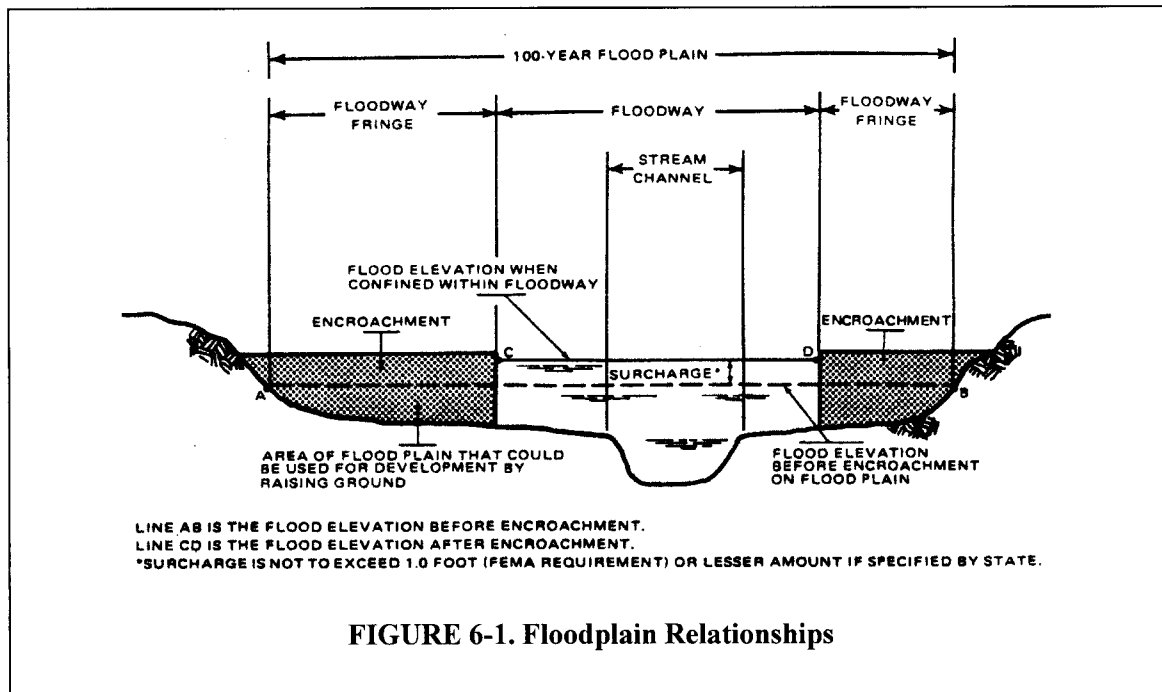 100-YEAR FLOOD PLAIN
FLOODWAY
FRINGE
FLOODWAY
FLOODWAY
FRINGE
STREAM
CHANNEL
FLOOD ELEVATION WHEN
CONFINED WITHIN FLOODWAY
ENCROACHMENT
ENCROACHMENT
C
D
SURCHARGE*
A
B
AREA OF FLOOD PLAIN THAT COULD
BE USED FOR DEVELOPMENT BY
RAISING GROUND
FLOOD ELEVATION
BEFORE ENCROACHMENT
ON FLOOD PLAIN
LINE AB IS THE FLOOD ELEVATION BEFORE ENCROACHMENT.
LINE CD IS THE FLOOD ELEVATION AFTER ENCROACHMENT.
*SURCHARGE IS NOT TO EXCEED 1.0 FOOT (FEMA REQUIREMENT) OR LESSER AMOUNT IF SPECIFIED BY STATE.
FIGURE 6-1. Floodplain Relationships